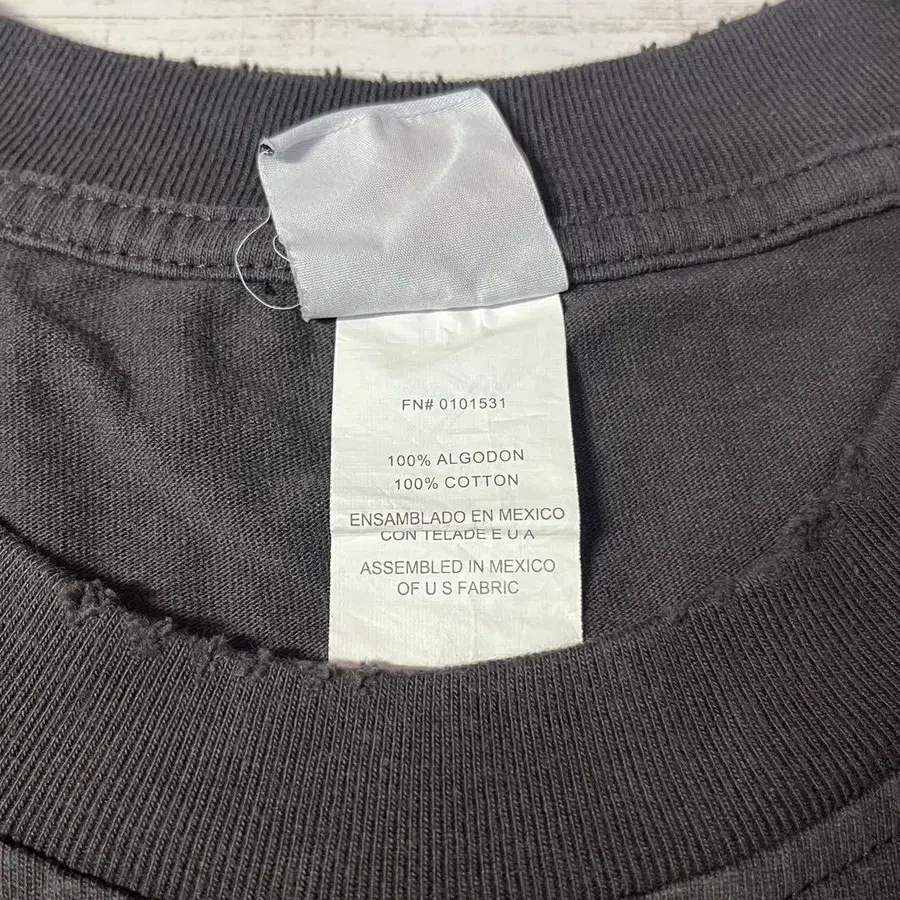 FN# 0101531
100% ALGODON
100% COTTON
ENSAMBLADO EN MEXICO
CON TELADE E U A
ASSEMBLED IN MEXICO
OF U S FABRIC